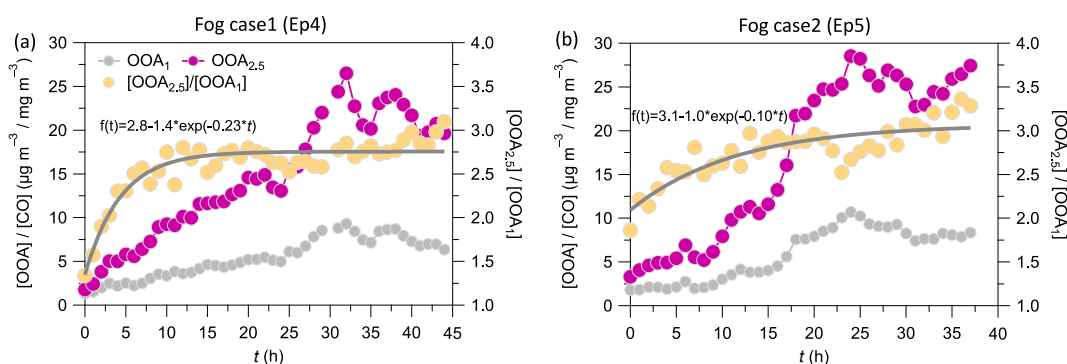 Fog case1 (Ep4)
(a)
OOA1
OOA2.5
[OOA2.5]/[OOA1]
f(t)=2.8-1.4*exp(-0.23*t)
[OOA] / [CO] (μg m−3 / mg m−3)
30
25
20
15
10
5
0
4.0
3.5
3.0
2.5
2.0
1.5
1.0
[OOA2.5] / [OOA1]
0 5 10 15 20 25 30 35 40 45
t (h)
Fog case2 (Ep5)
(b)
f(t)=3.1-1.0*exp(-0.10*t)
[OOA] / [CO] (μg m−3 / mg m−3)
30
25
20
15
10
5
0
4.0
3.5
3.0
2.5
2.0
1.5
1.0
[OOA2.5] / [OOA1]
0 5 10 15 20 25 30 35 40
t (h)